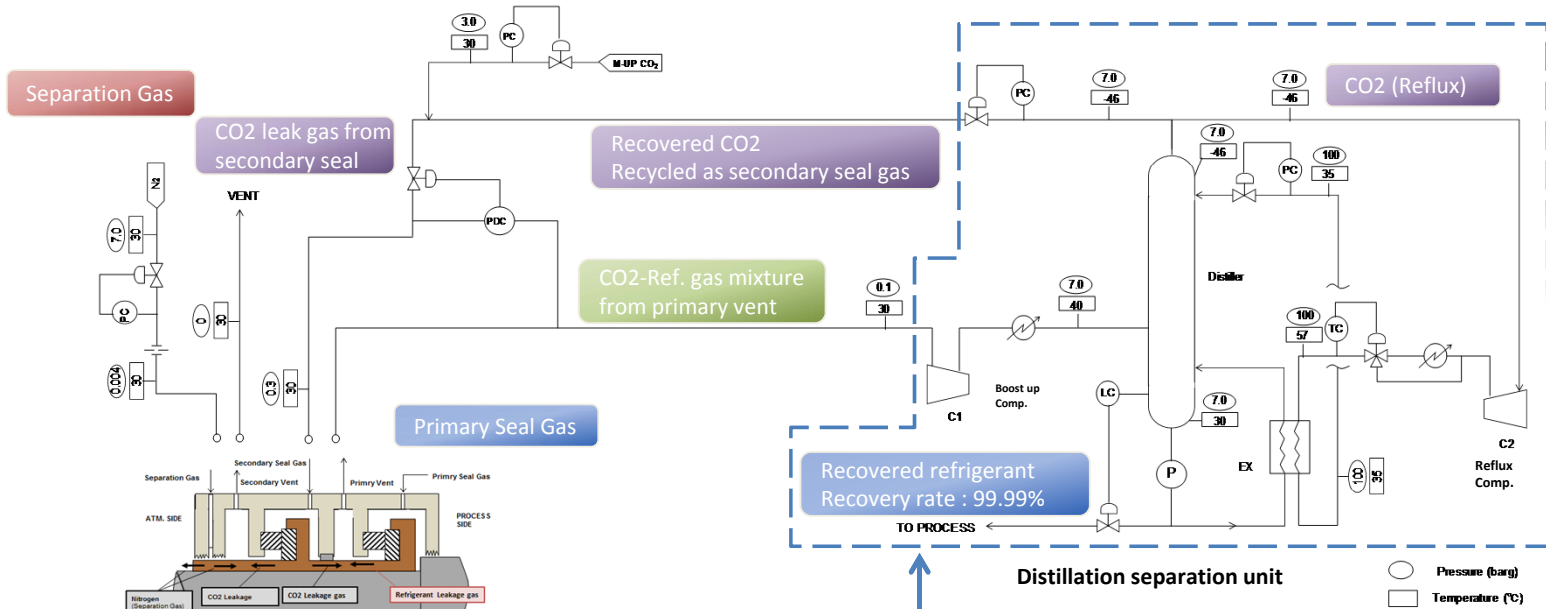 3.0
30
PC
M-UP CO₂
Separation Gas
CO2 leak gas from
secondary seal
Recovered CO2
Recycled as secondary seal gas
PC
7.0
-46
7.0
-46
CO2 (Reflux)
7.0
-46
PC
100
35
N2
VENT
7.0
30
PDC
PC
0
30
0.004
30
0.3
30
CO2-Ref. gas mixture
from primary vent
0.1
30
7.0
40
Distiller
100
57
TC
C1
Boost up
Comp.
LC
7.0
30
EX
C2
Reflux
Comp.
100
35
P
Primary Seal Gas
Recovered refrigerant
Recovery rate : 99.99%
TO PROCESS
Separation Gas
Secondary Seal Gas
Secondary Vent
Primry Vent
Primry Seal Gas
ATM. SIDE
PROCESS
SIDE
Nitrogen
(Separation Gas)
CO2 Leakage
CO2 Leakage gas
Refrigerant Leakage gas
Distillation separation unit
Pressure (barg)
Temperature (°C)